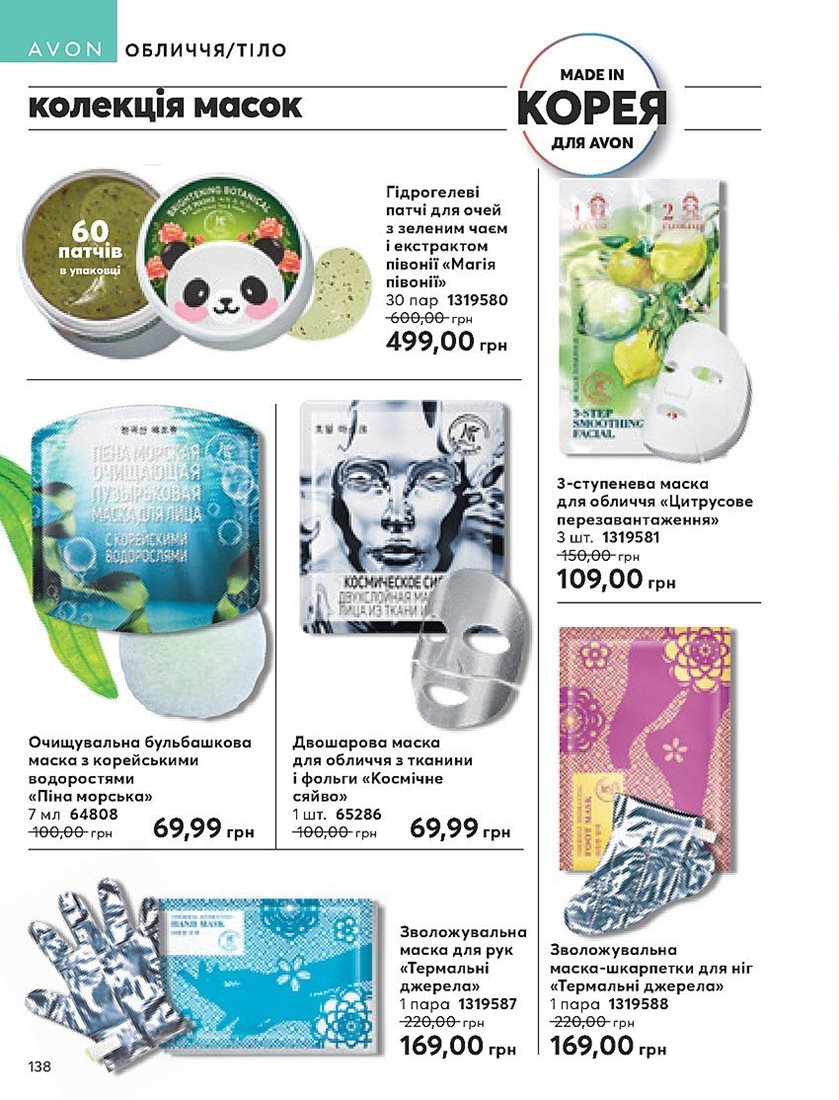 AVON
ОБЛИЧЧЯ/ТІЛО
колекція масок
MADE IN
КОРЕЯ
ДЛЯ AVON
60
патчів
в упаковці
BRIGHTENING BOTANICAL
EYE MASKS
Гідрогелеві
патчі для очей
з зеленим чаєм
і екстрактом
півонії «Магія
півонії»
30 пар 1319580
600,00 грн
499,00 грн
1
2
3-STEP
SMOOTHING
FACIAL
3-ступенева маска
для обличчя «Цитрусове
перезавантаження»
3 шт. 1319581
150,00 грн
109,00 грн
ПЕНА МОРСКАЯ
ОЧИЩАЮЩАЯ
ПУЗЫРЬКОВАЯ
МАСКА ДЛЯ ЛИЦА
С КОРЕЙСКИМИ
ВОДОРОСЛЯМИ
Очищувальна бульбашкова
маска з корейськими
водоростями
«Піна морська»
7 мл 64808
100,00 грн
69,99 грн
КОСМИЧЕСКОЕ СИ
ДВУХСЛОЙНАЯ МА
ЛИЦА ИЗ ТКАНИ И
Двошарова маска
для обличчя з тканини
і фольги «Космічне
сяйво»
1 шт. 65286
100,00 грн
69,99 грн
HAND MASK
Зволожувальна
маска для рук
«Термальні
джерела»
1 пара 1319587
220,00 грн
169,00 грн
FOOT MASK
Зволожувальна
маска-шкарпетки для ніг
«Термальні джерела»
1 пара 1319588
220,00 грн
169,00 грн
138